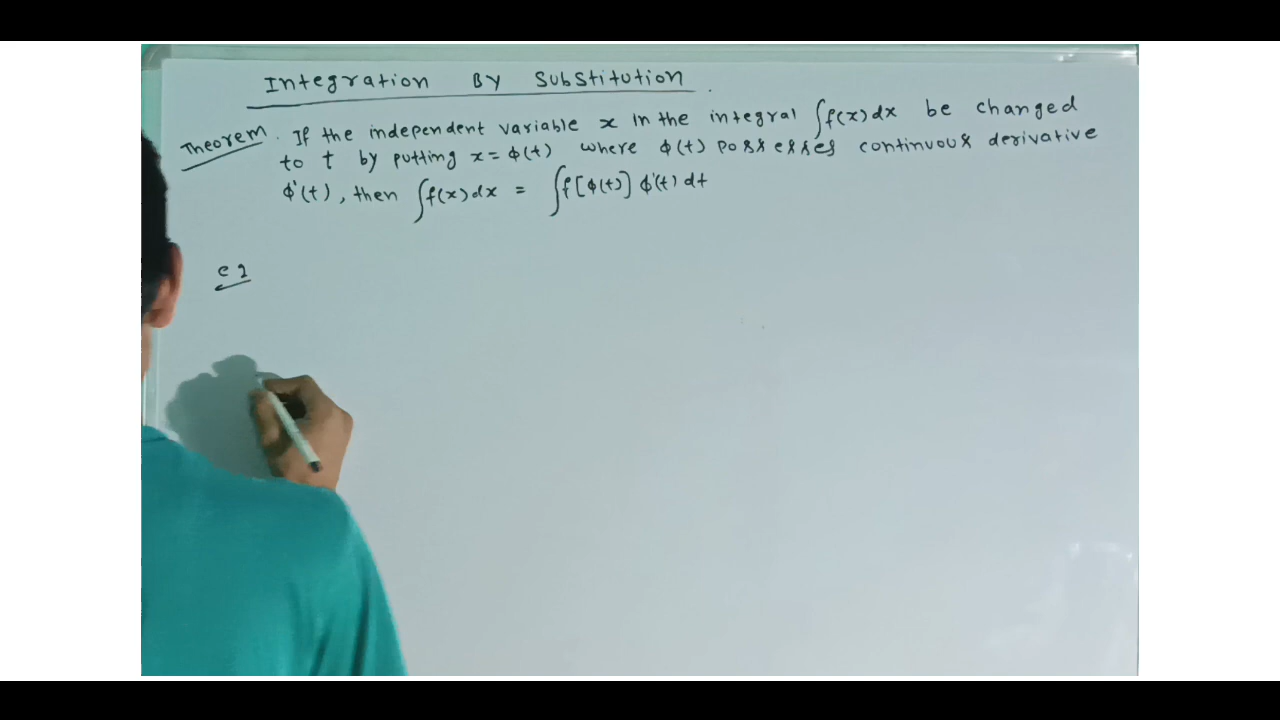 Integration By Substitution.
Theorem. If the independent variable x in the integral ∫f(x)dx be changed
to t by putting x=ϕ(t) where ϕ(t) possesses continuous derivative
ϕ'(t), then ∫f(x)dx = ∫f[ϕ(t)] ϕ'(t) dt
eg